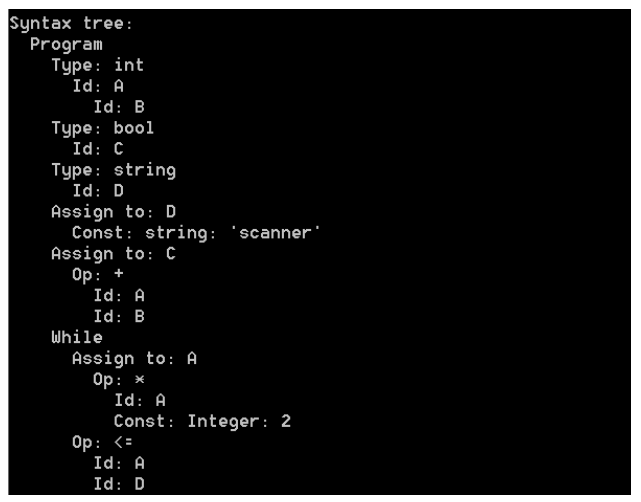 Syntax tree:
  Program
    Type: int
      Id: A
        Id: B
    Type: bool
      Id: C
    Type: string
      Id: D
    Assign to: D
      Const: string: 'scanner'
    Assign to: C
      Op: +
        Id: A
        Id: B
    While
      Assign to: A
        Op: *
          Id: A
          Const: Integer: 2
      Op: <=
        Id: A
        Id: D